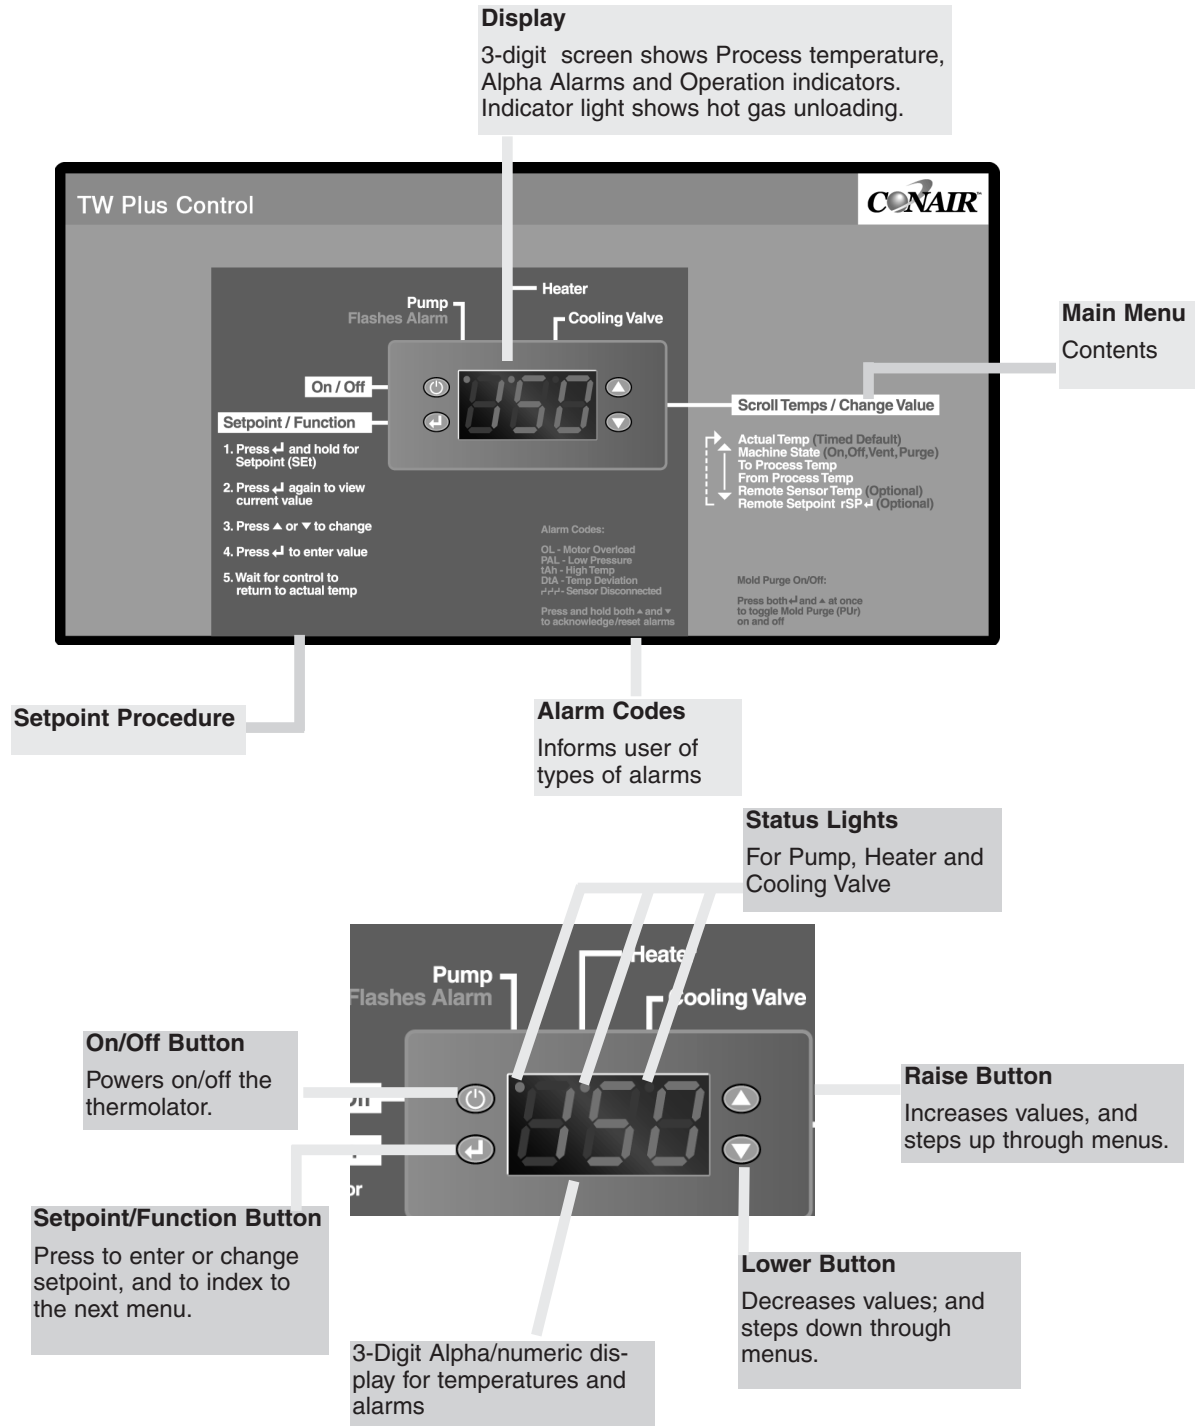 Display
3-digit screen shows Process temperature,
Alpha Alarms and Operation indicators.
Indicator light shows hot gas unloading.
TW Plus Control
CONAIR
Heater
Pump
Flashes Alarm
Cooling Valve
Main Menu
Contents
On / Off
150
Setpoint / Function
Scroll Temps / Change Value
1. Press ↵ and hold for
Setpoint (SEt)
2. Press ↵ again to view
current value
3. Press ▲ or ▼ to change
4. Press ↵ to enter value
5. Wait for control to
return to actual temp
Actual Temp (Timed Default)
Machine State (On,Off,Vent,Purge)
To Process Temp
From Process Temp
Remote Sensor Temp (Optional)
Remote Setpoint rSP↵ (Optional)
Alarm Codes:
OL - Motor Overload
PAL - Low Pressure
tAh - High Temp
DtA - Temp Deviation
- Sensor Disconnected
Press and hold both ▲ and ▼
to acknowledge/reset alarms
Mold Purge On/Off:
Press both ↵ and ▲ at once
to toggle Mold Purge (PUr)
on and off
Setpoint Procedure
Alarm Codes
Informs user of
types of alarms
Status Lights
For Pump, Heater and
Cooling Valve
Heater
Pump
Flashes Alarm
Cooling Valve
On/Off Button
Powers on/off the
thermolator.
150
Raise Button
Increases values, and
steps up through menus.
or
Setpoint/Function Button
Press to enter or change
setpoint, and to index to
the next menu.
Lower Button
Decreases values; and
steps down through
menus.
3-Digit Alpha/numeric dis-
play for temperatures and
alarms